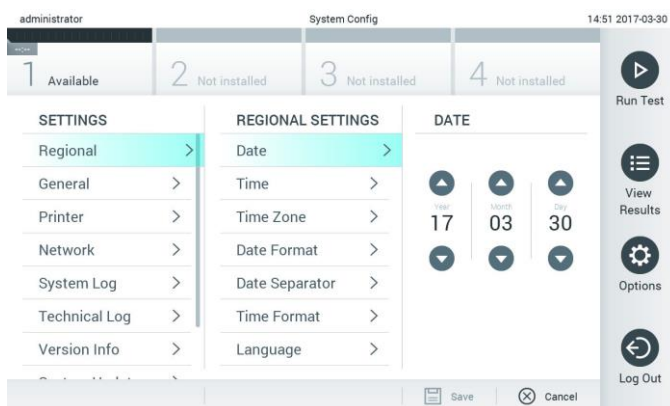 administrator System Config 14:51 2017-03-30
--:--
1 Available 2 Not installed 3 Not installed 4 Not installed
Run Test
SETTINGS
Regional >
General >
Printer >
Network >
System Log >
Technical Log >
Version Info >
REGIONAL SETTINGS
Date >
Time >
Time Zone >
Date Format >
Date Separator >
Time Format >
Language >
DATE
Year Month Day
17 03 30
View
Results
Options
Log Out
Save Cancel